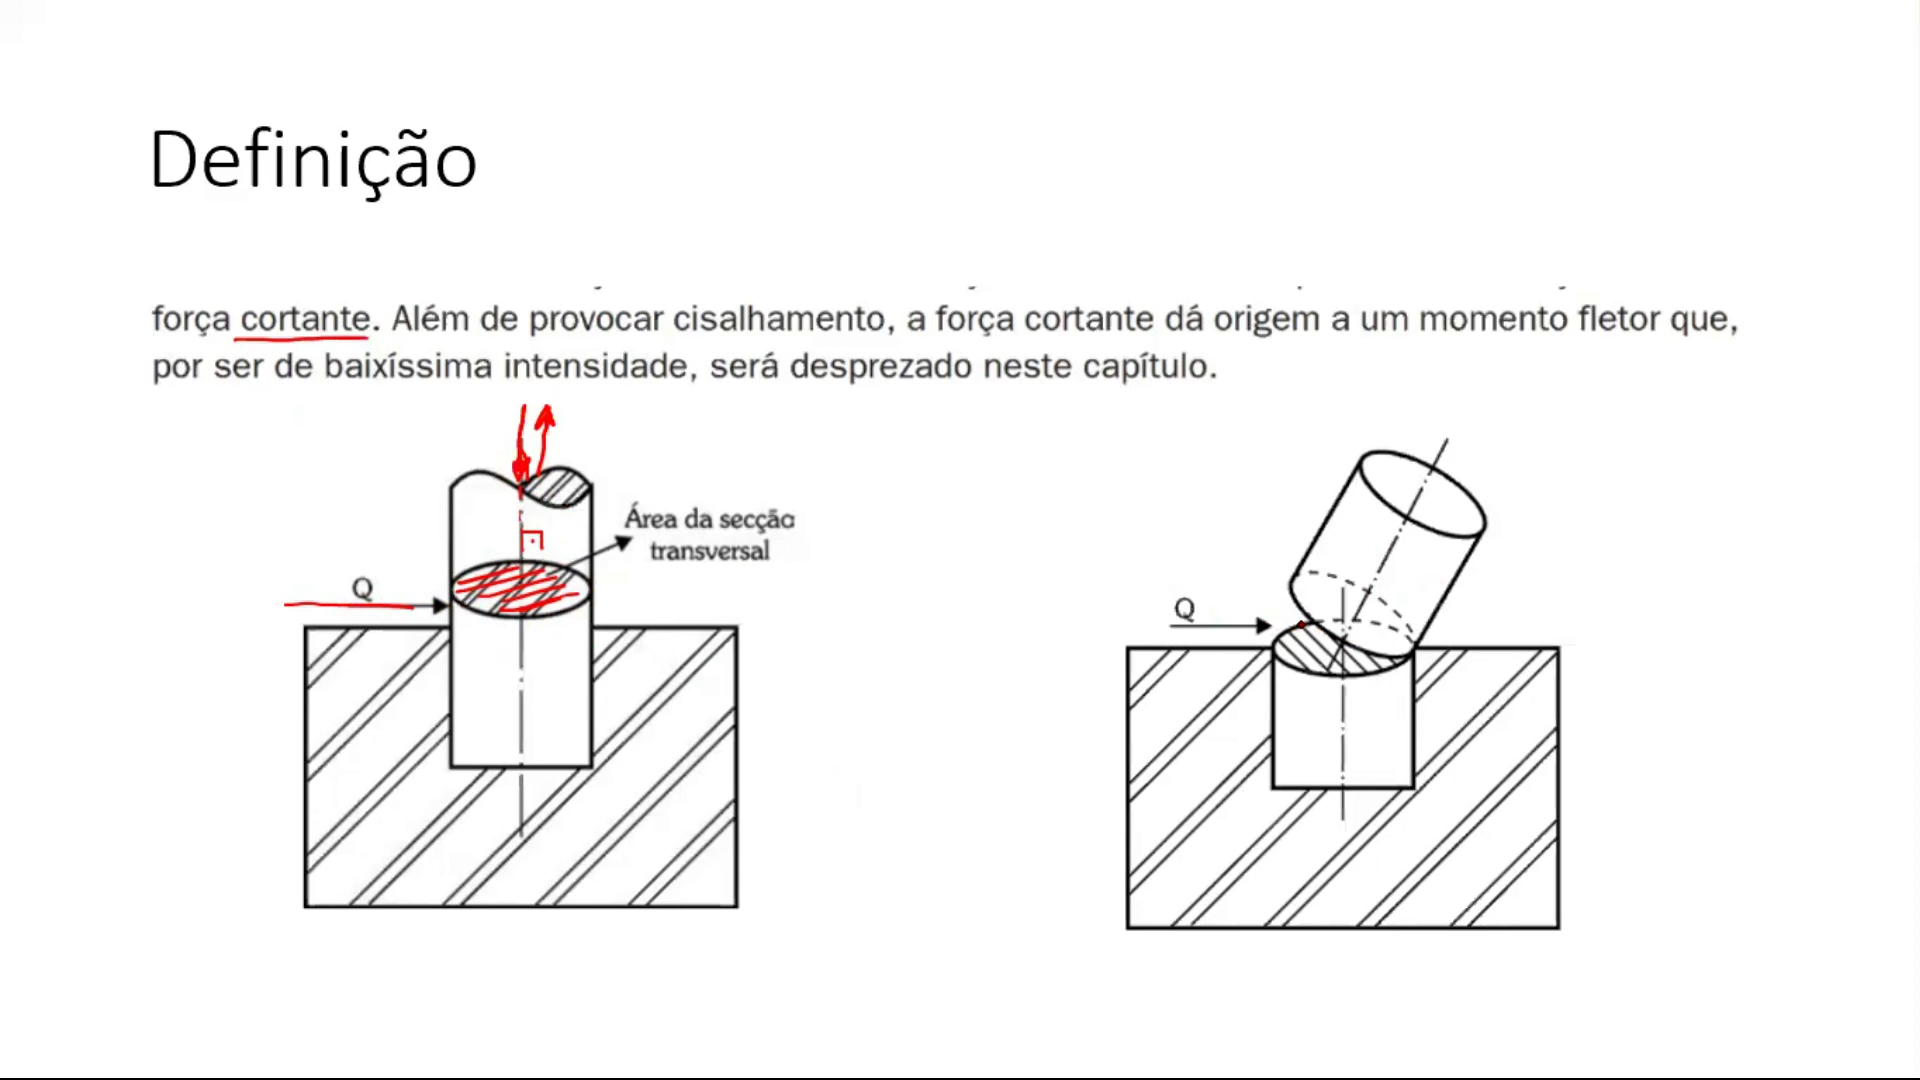 Definição
força cortante. Além de provocar cisalhamento, a força cortante dá origem a um momento fletor que,
por ser de baixíssima intensidade, será desprezado neste capítulo.
Área da secção
transversal
Q
Q